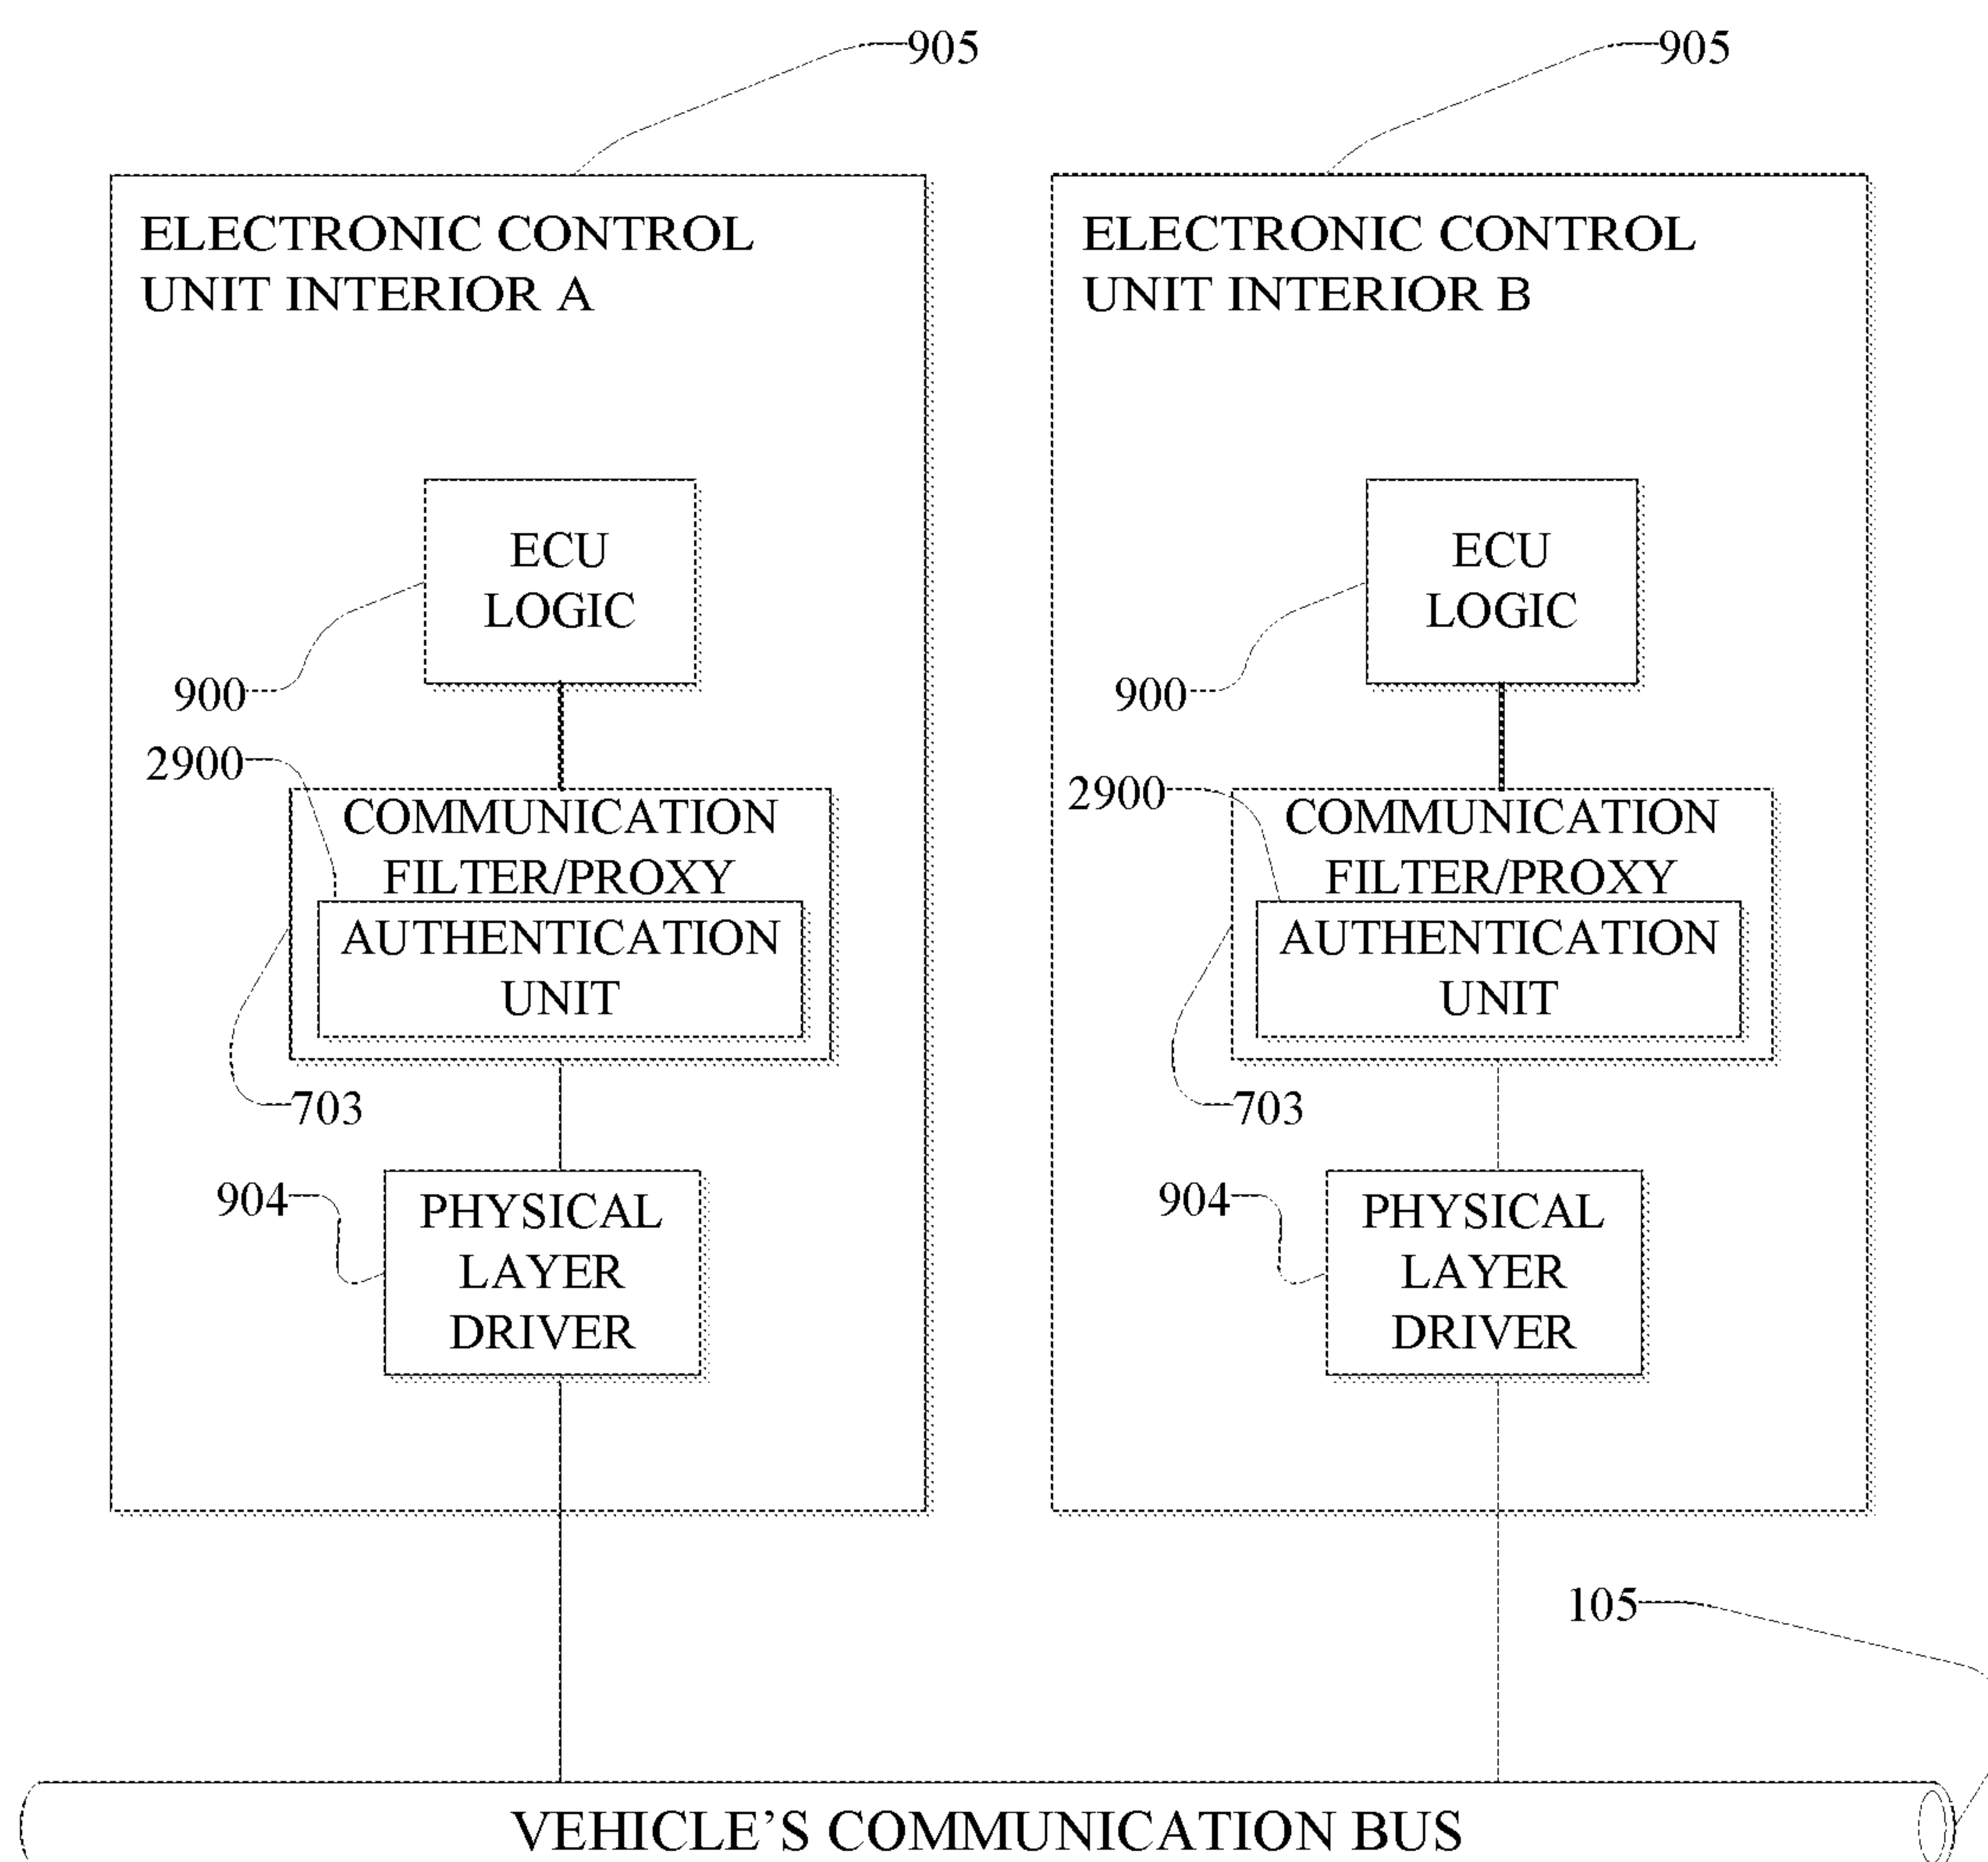 905
905
ELECTRONIC CONTROL
UNIT INTERIOR A
ELECTRONIC CONTROL
UNIT INTERIOR B
ECU
LOGIC
ECU
LOGIC
900
900
2900
2900
COMMUNICATION
FILTER/PROXY
AUTHENTICATION
UNIT
COMMUNICATION
FILTER/PROXY
AUTHENTICATION
UNIT
703
703
904
904
PHYSICAL
LAYER
DRIVER
PHYSICAL
LAYER
DRIVER
105
VEHICLE’S COMMUNICATION BUS